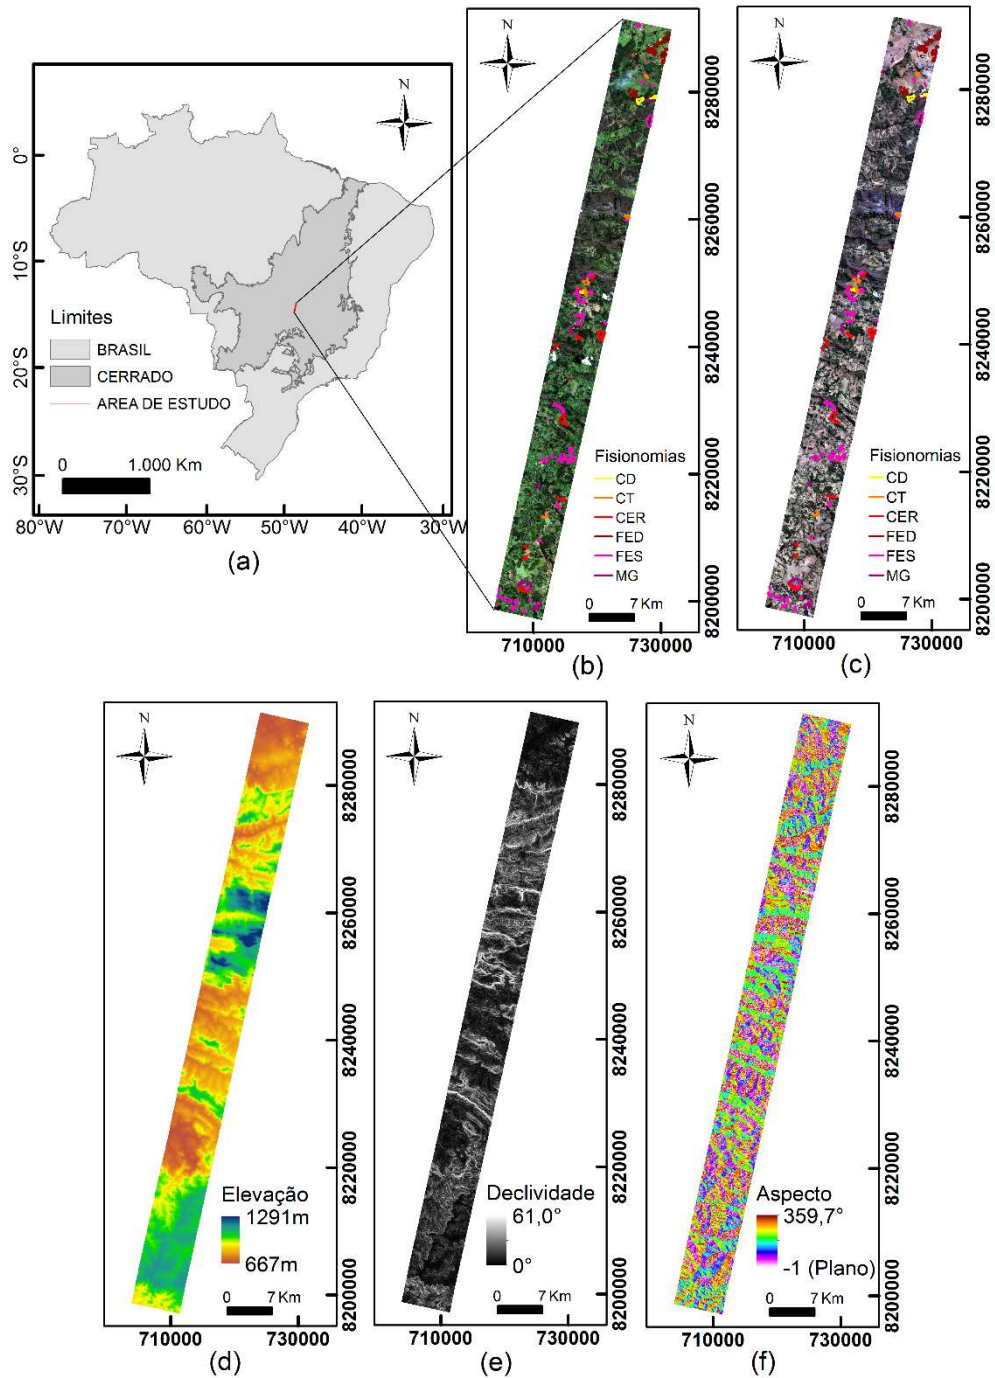 N
0°
10°S
20°S
30°S
Limites
BRASIL
CERRADO
AREA DE ESTUDO
0 1.000 Km
80°W 70°W 60°W 50°W 40°W 30°W
(a)
N
8280000
8260000
8240000
8220000
8200000
Fisionomias
CD
CT
CER
FED
FES
MG
0 7 Km
710000 730000
(b)
N
8280000
8260000
8240000
8220000
8200000
Fisionomias
CD
CT
CER
FED
FES
MG
0 7 Km
710000 730000
(c)
N
8280000
8260000
8240000
8220000
8200000
Elevação
1291m
667m
0 7 Km
710000 730000
(d)
N
8280000
8260000
8240000
8220000
8200000
Declividade
61,0°
0°
0 7 Km
710000 730000
(e)
N
8280000
8260000
8240000
8220000
8200000
Aspecto
359,7°
-1 (Plano)
0 7 Km
710000 730000
(f)